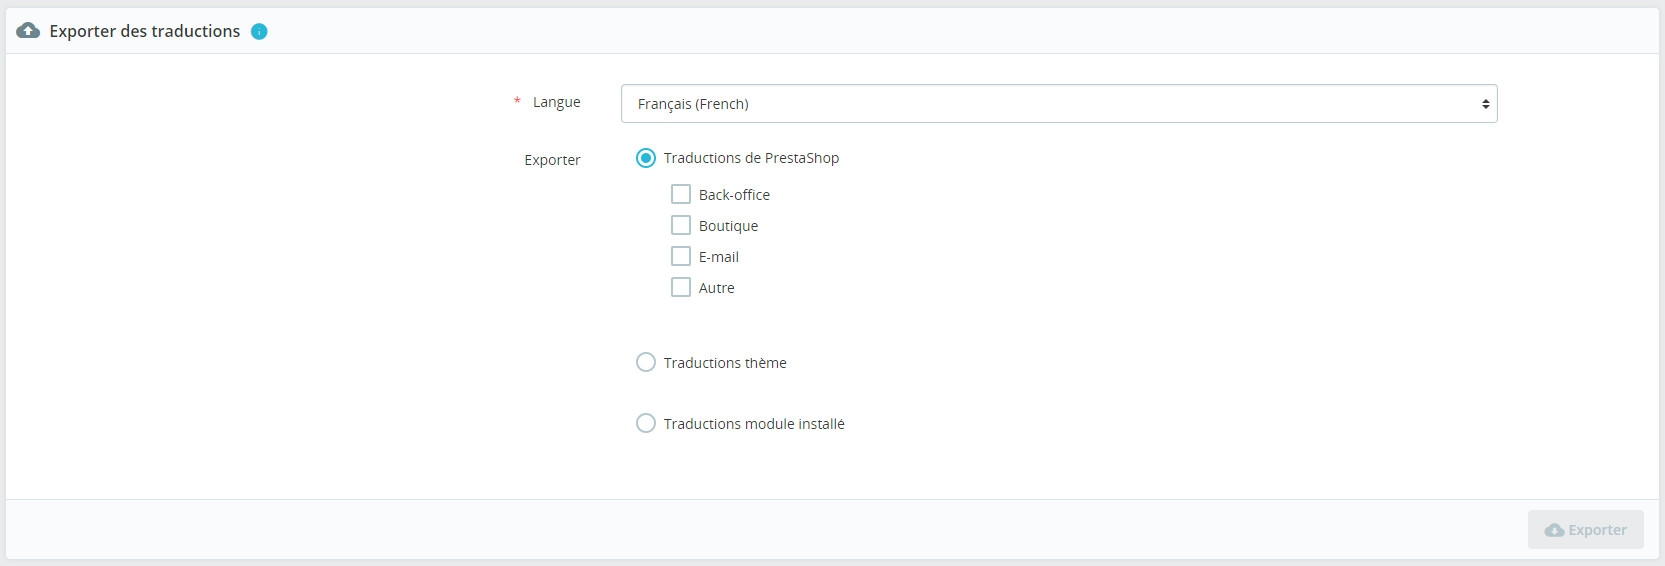 Exporter des traductions
* Langue
Français (French)
Exporter
Traductions de PrestaShop
Back-office
Boutique
E-mail
Autre
Traductions thème
Traductions module installé
Exporter